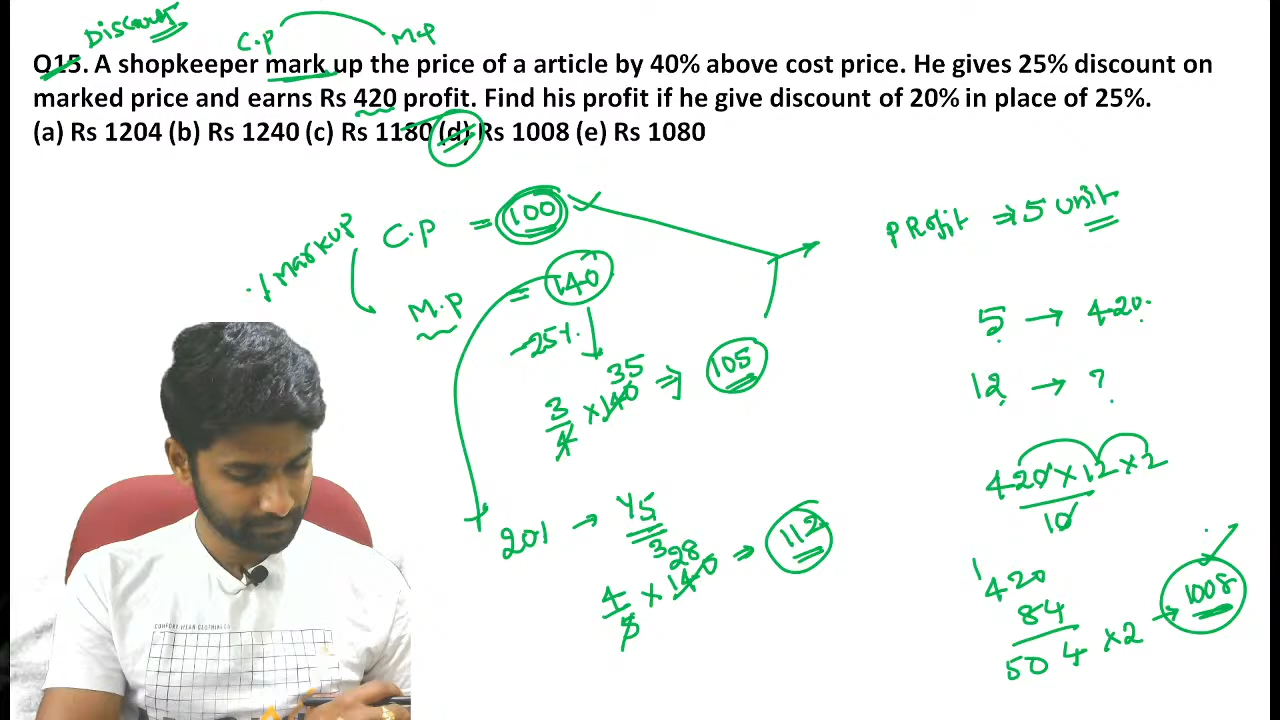 Discount
C.P M.P
Q15. A shopkeeper mark up the price of a article by 40% above cost price. He gives 25% discount on
marked price and earns Rs 420 profit. Find his profit if he give discount of 20% in place of 25%.
(a) Rs 1204 (b) Rs 1240 (c) Rs 1180 (d) Rs 1008 (e) Rs 1080
% MARKUP
C.P = 100
M.P = 140
-25%
3/4 × 140 35 ⇒ 105
20% → 1/5
4/5 × 140 28 ⇒ 112
PROfit ⇒ 5 unit
5 → 420
12 → ?
420 × 12 × 2
10
420
84
504 × 2 → 1008